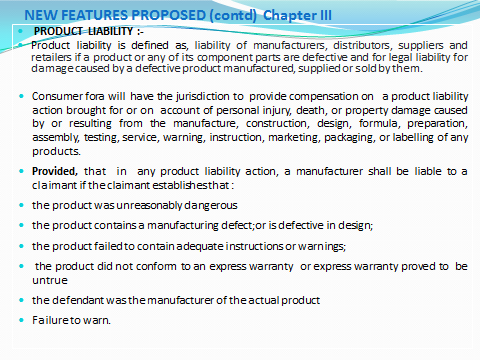 NEW FEATURES PROPOSED (contd) Chapter III
PRODUCT LIABILITY :-
Product liability is defined as, liability of manufacturers, distributors, suppliers and
retailers if a product or any of its component parts are defective and for legal liability for
damage caused by a defective product manufactured, supplied or sold by them.
Consumer fora will have the jurisdiction to provide compensation on a product liability
action brought for or on account of personal injury, death, or property damage caused
by or resulting from the manufacture, construction, design, formula, preparation,
assembly, testing, service, warning, instruction, marketing, packaging, or labelling of any
products.
Provided, that in any product liability action, a manufacturer shall be liable to a
claimant if the claimant establishes that :
the product was unreasonably dangerous
the product contains a manufacturing defect;or is defective in design;
the product failed to contain adequate instructions or warnings;
the product did not conform to an express warranty or express warranty proved to be
untrue
the defendant was the manufacturer of the actual product
Failure to warn.